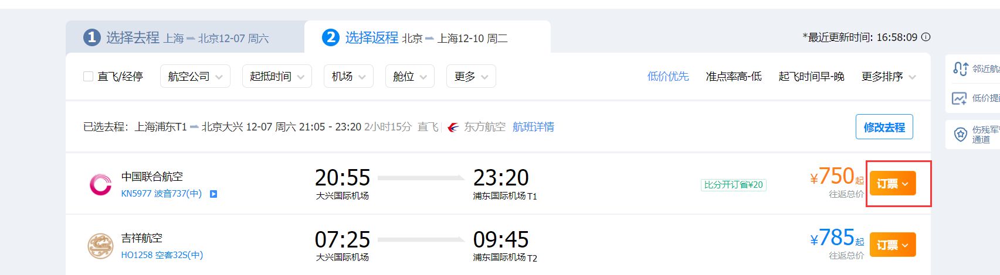 1 选择去程 上海 北京12-07 周六
2 选择返程 北京 上海12-10 周二
*最近更新时间: 16:58:09
直飞/经停 航空公司 起抵时间 机场 舱位 更多 低价优先 准点率高-低 起飞时间早-晚 更多排序
邻近航
低价提
已选去程: 上海浦东T1 北京大兴 12-07 周六 21:05 - 23:20 2小时15分 直飞 东方航空 航班详情 修改去程
伤残军
通道
中国联合航空
KN5977 波音737(中)
20:55 23:20
大兴国际机场 浦东国际机场 T1
比分开订省¥20
¥750起
往返总价
订票
吉祥航空
HO1258 空客32S(中)
07:25 09:45
大兴国际机场 浦东国际机场 T2
¥785起
往返总价
订票